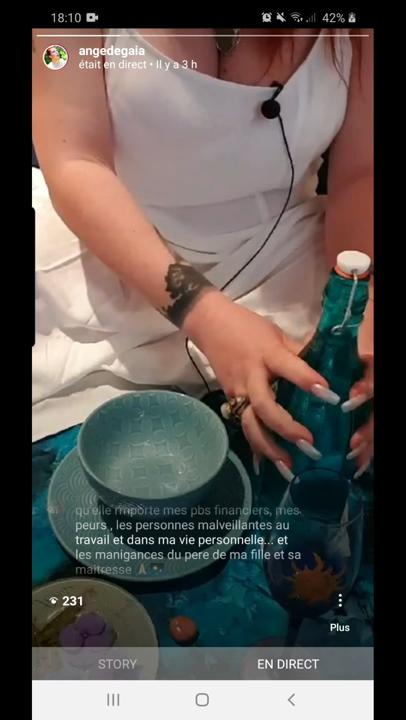 18:10
42%
angedegaia
était en direct • Il y a 3 h
qu'elle rmporte mes pbs financiers, mes
peurs , les personnes malveillantes au
travail et dans ma vie personnelle... et
les manigances du pere de ma fille et sa
maitresse
231
Plus
STORY
EN DIRECT